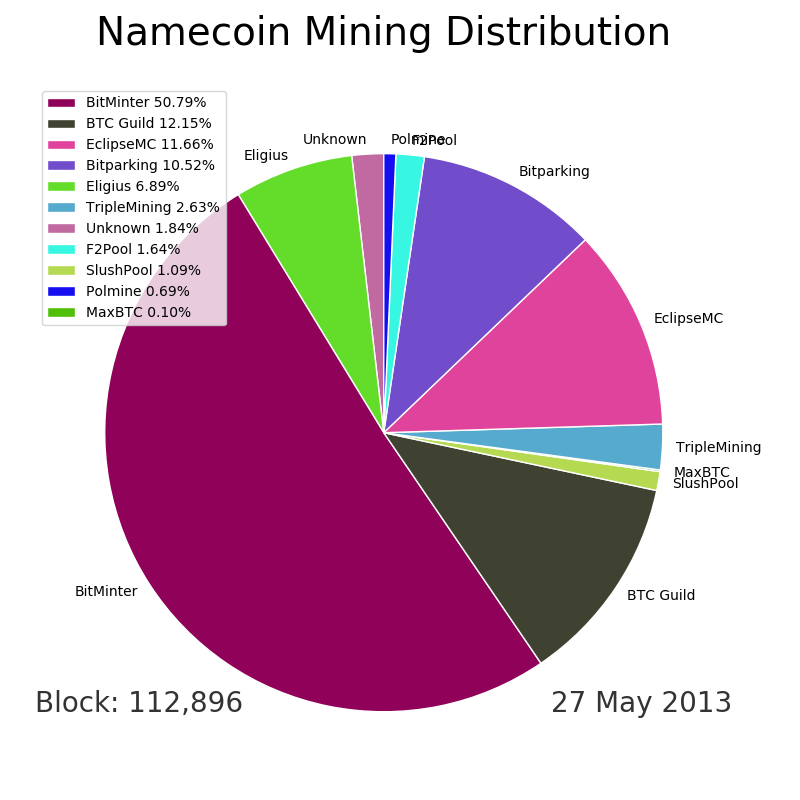 Namecoin Mining Distribution
BitMinter 50.79%
BTC Guild 12.15%
EclipseMC 11.66%
Bitparking 10.52%
Eligius 6.89%
TripleMining 2.63%
Unknown 1.84%
F2Pool 1.64%
SlushPool 1.09%
Polmine 0.69%
MaxBTC 0.10%
Eligius
Unknown
Polmine
F2Pool
Bitparking
EclipseMC
TripleMining
MaxBTC
SlushPool
BTC Guild
BitMinter
Block: 112,896
27 May 2013